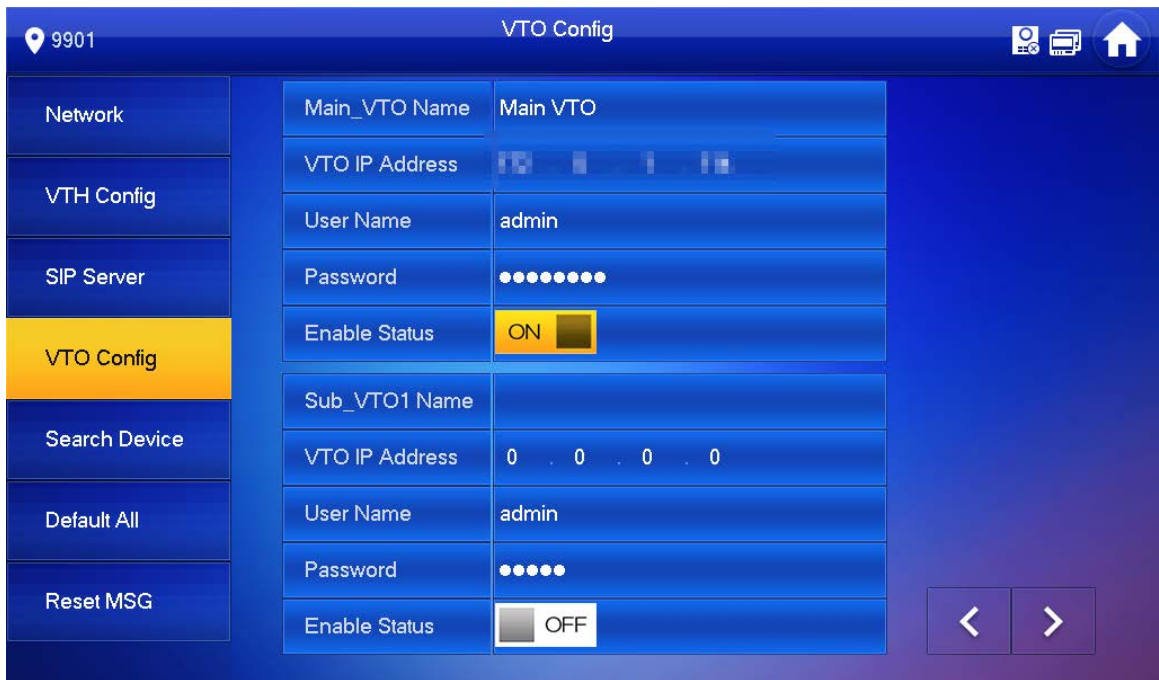 9901
VTO Config
Network
VTH Config
SIP Server
VTO Config
Search Device
Default All
Reset MSG
Main_VTO Name Main VTO
VTO IP Address
User Name admin
Password ●●●●●●●●
Enable Status ON
Sub_VTO1 Name
VTO IP Address 0 . 0 . 0 . 0
User Name admin
Password ●●●●●
Enable Status OFF